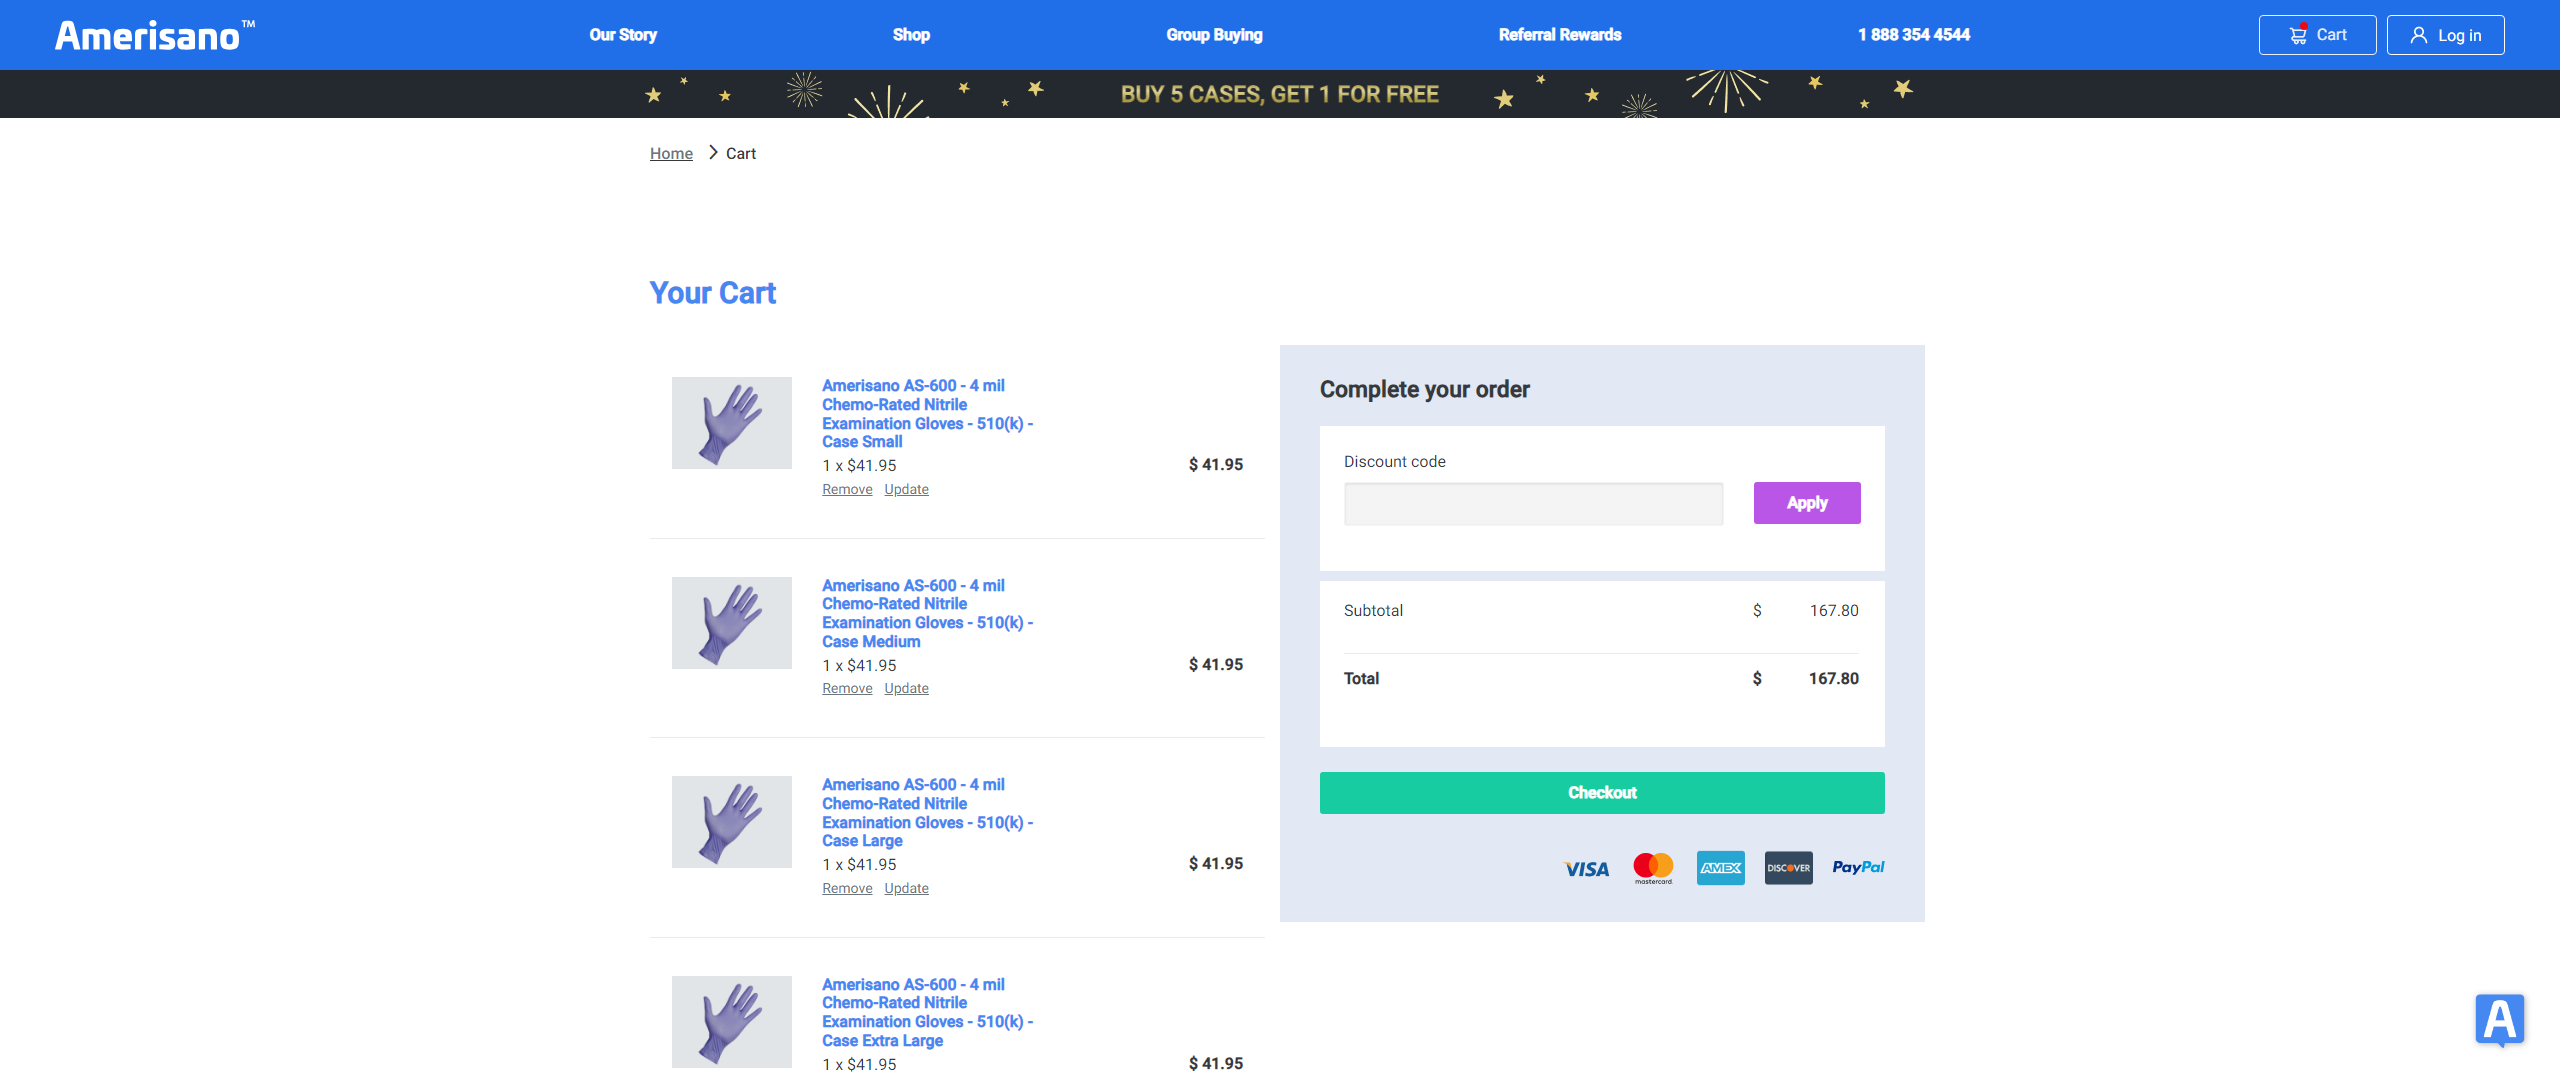 Amerisano™
Our Story
Shop
Group Buying
Referral Rewards
1 888 354 4544
Cart
Log in
BUY 5 CASES, GET 1 FOR FREE
Home
Cart
Your Cart
Amerisano AS-600 - 4 mil
Chemo-Rated Nitrile
Examination Gloves - 510(k) -
Case Small
1 x $41.95
$ 41.95
Remove Update
Amerisano AS-600 - 4 mil
Chemo-Rated Nitrile
Examination Gloves - 510(k) -
Case Medium
1 x $41.95
$ 41.95
Remove Update
Amerisano AS-600 - 4 mil
Chemo-Rated Nitrile
Examination Gloves - 510(k) -
Case Large
1 x $41.95
$ 41.95
Remove Update
Amerisano AS-600 - 4 mil
Chemo-Rated Nitrile
Examination Gloves - 510(k) -
Case Extra Large
1 x $41.95
$ 41.95
Complete your order
Discount code
Apply
Subtotal $ 167.80
Total $ 167.80
Checkout
VISA
mastercard.
AMEX
DISCOVER
PayPal
A